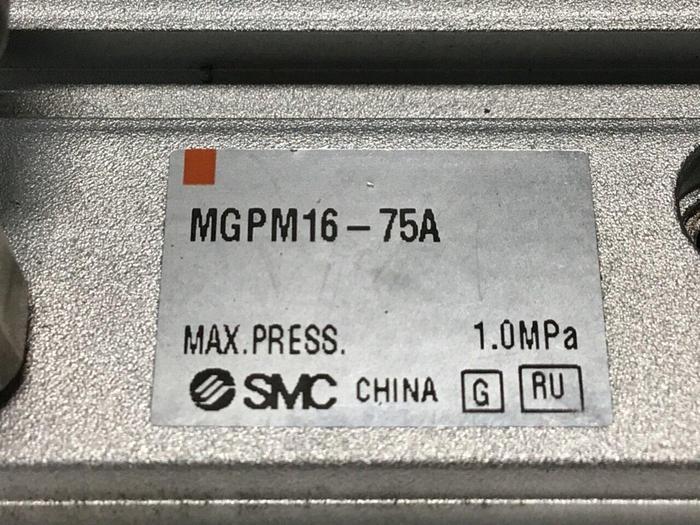 MGPM16-75A
MAX.PRESS. 1.0MPa
SMC CHINA G RU